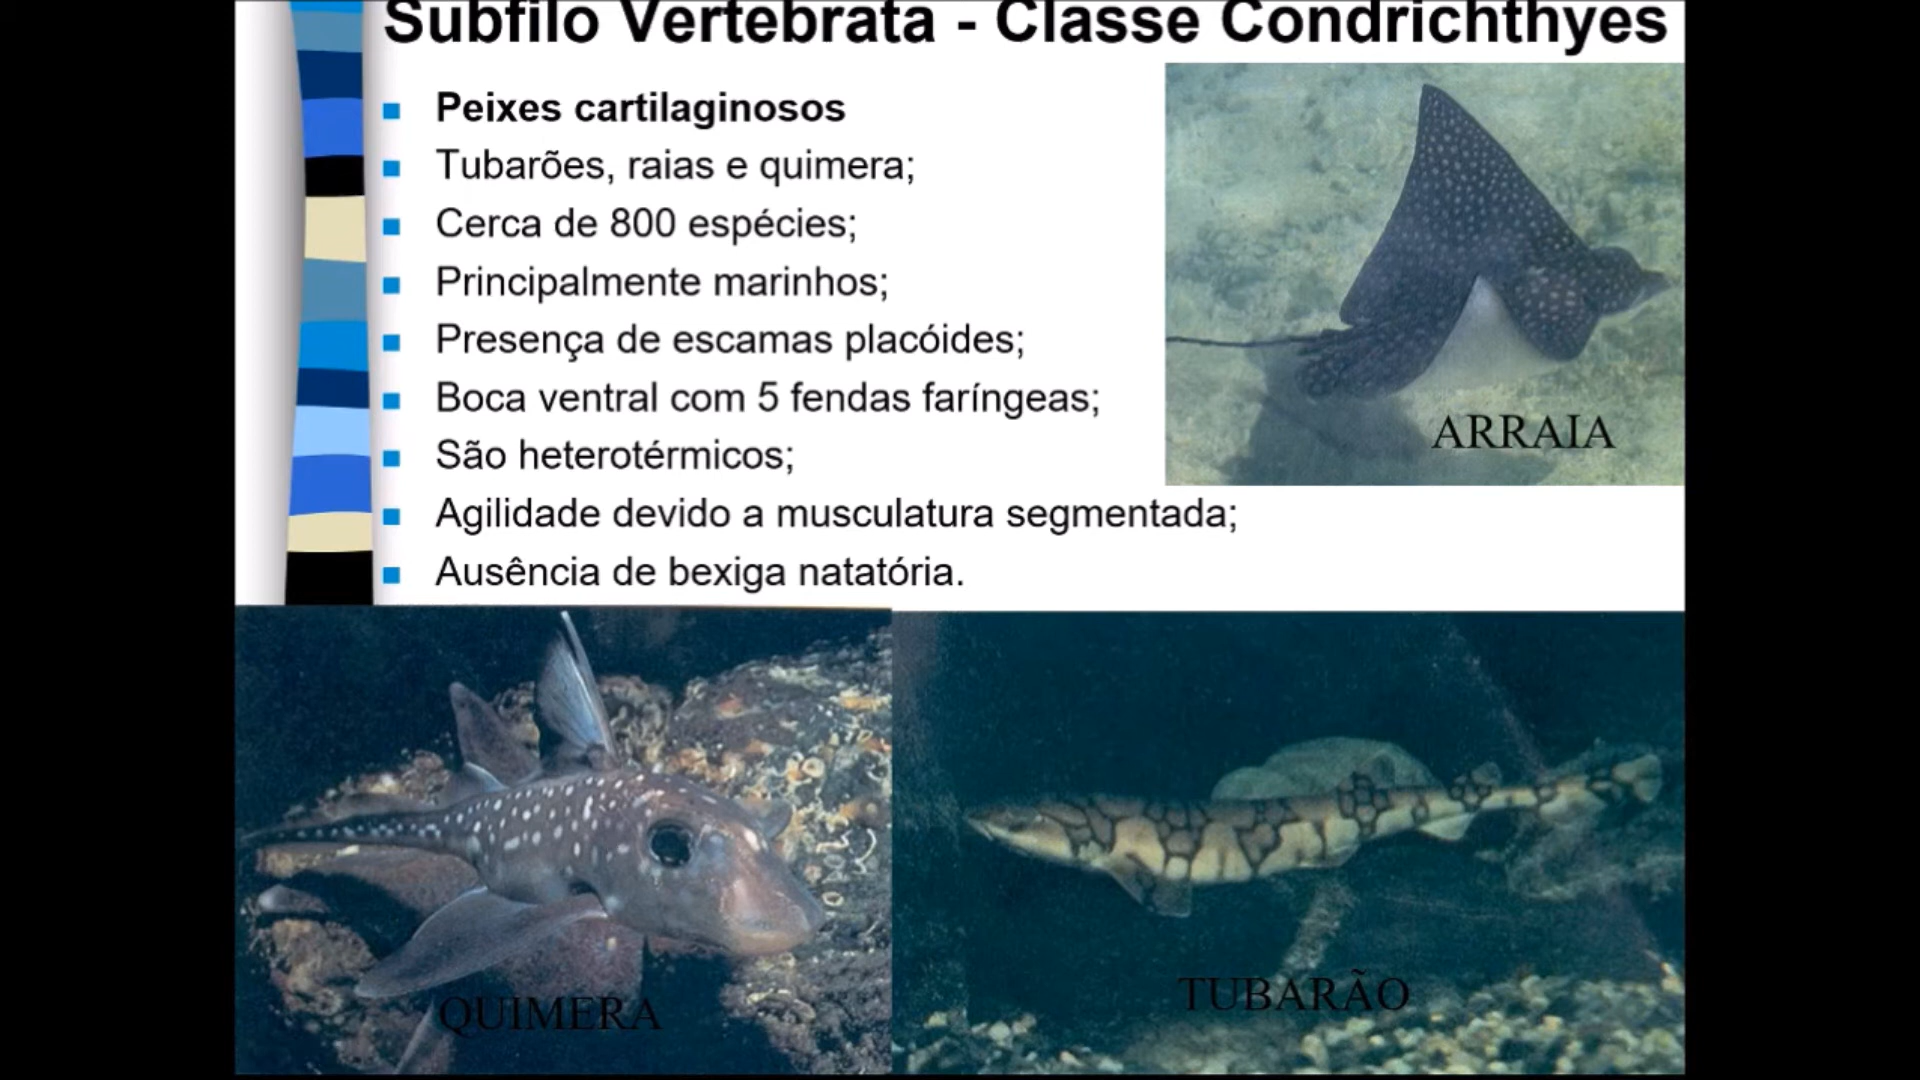 Subfilo Vertebrata - Classe Condrichthyes
Peixes cartilaginosos
Tubarões, raias e quimera;
Cerca de 800 espécies;
Principalmente marinhos;
Presença de escamas placóides;
Boca ventral com 5 fendas faríngeas;
São heterotérmicos;
Agilidade devido a musculatura segmentada;
Ausência de bexiga natatória.
ARRAIA
QUIMERA
TUBARÃO